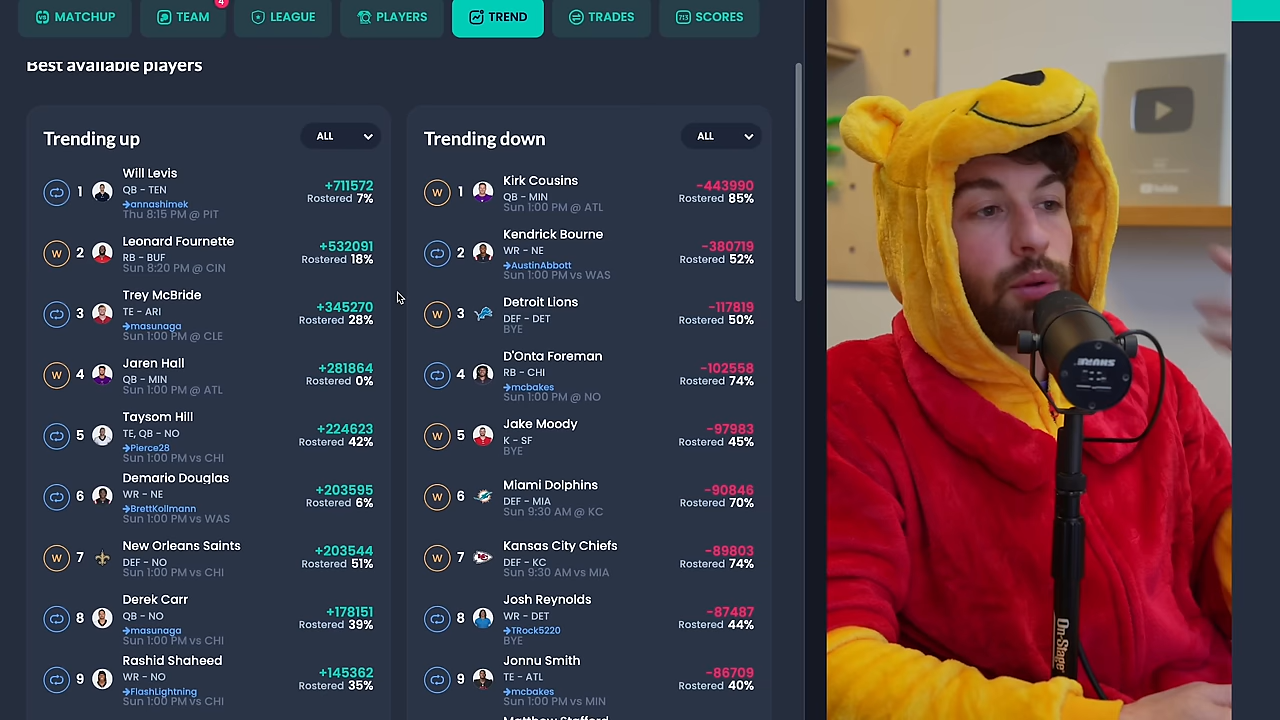 MATCHUP
TEAM
4
LEAGUE
PLAYERS
TREND
TRADES
SCORES
Best available players
Trending up
ALL
W 1 Will Levis
QB - TEN
annashimek
Thu 8:15 PM @ PIT
+711572
Rostered 7%
W 2 Leonard Fournette
RB - BUF
Sun 8:20 PM @ CIN
+532091
Rostered 18%
3 Trey McBride
TE - ARI
masunaga
Sun 1:00 PM @ CLE
+345270
Rostered 28%
W 4 Jaren Hall
QB - MIN
Sun 1:00 PM @ ATL
+281864
Rostered 0%
5 Taysom Hill
TE, QB - NO
Pierce28
Sun 1:00 PM vs CHI
+224623
Rostered 42%
6 Demario Douglas
WR - NE
BrettKollmann
Sun 1:00 PM vs WAS
+203595
Rostered 6%
W 7 New Orleans Saints
DEF - NO
Sun 1:00 PM vs CHI
+203544
Rostered 51%
8 Derek Carr
QB - NO
masunaga
Sun 1:00 PM vs CHI
+178151
Rostered 39%
9 Rashid Shaheed
WR - NO
FlashLightning
Sun 1:00 PM vs CHI
+145362
Rostered 35%
Trending down
ALL
W 1 Kirk Cousins
QB - MIN
Sun 1:00 PM @ ATL
-443990
Rostered 85%
2 Kendrick Bourne
WR - NE
AustinAbbott
Sun 1:00 PM vs WAS
-380719
Rostered 52%
W 3 Detroit Lions
DEF - DET
BYE
-117819
Rostered 50%
4 D'Onta Foreman
RB - CHI
mcbakes
Sun 1:00 PM @ NO
-102558
Rostered 74%
W 5 Jake Moody
K - SF
BYE
-97983
Rostered 45%
W 6 Miami Dolphins
DEF - MIA
Sun 9:30 AM @ KC
-90846
Rostered 70%
W 7 Kansas City Chiefs
DEF - KC
Sun 9:30 AM vs MIA
-89803
Rostered 74%
8 Josh Reynolds
WR - DET
TRock5220
BYE
-87487
Rostered 44%
9 Jonnu Smith
TE - ATL
mcbakes
Sun 1:00 PM vs MIN
-86709
Rostered 40%
Matthew Stafford
YouTube
SHURE
On-Stage